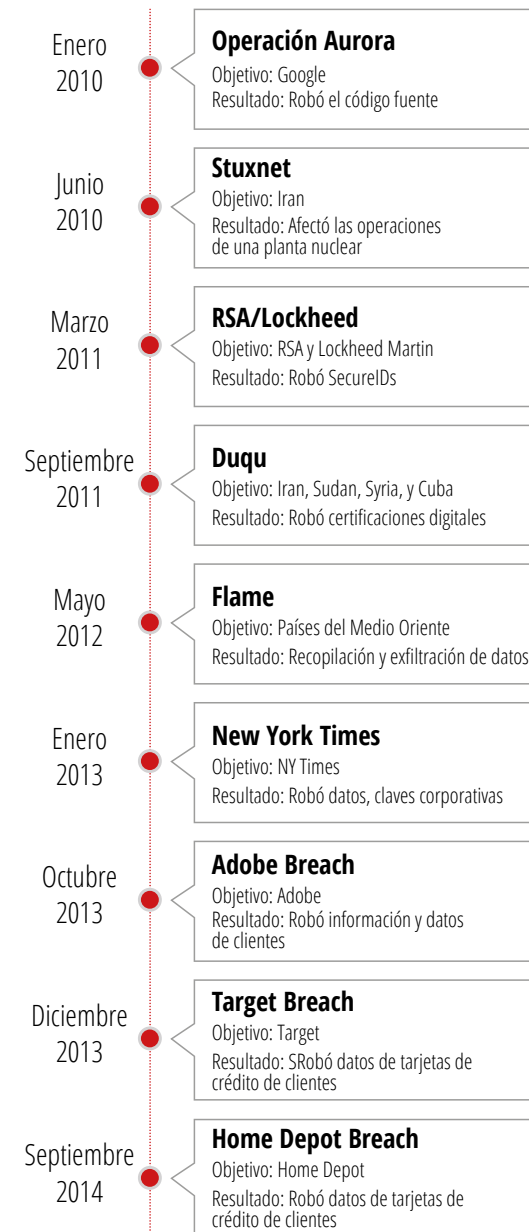 Enero
2010
Operación Aurora
Objetivo: Google
Resultado: Robó el código fuente
Junio
2010
Stuxnet
Objetivo: Iran
Resultado: Afectó las operaciones
de una planta nuclear
Marzo
2011
RSA/Lockheed
Objetivo: RSA y Lockheed Martin
Resultado: Robó SecureIDs
Septiembre
2011
Duqu
Objetivo: Iran, Sudan, Syria, y Cuba
Resultado: Robó certificaciones digitales
Mayo
2012
Flame
Objetivo: Países del Medio Oriente
Resultado: Recopilación y exfiltración de datos
Enero
2013
New York Times
Objetivo: NY Times
Resultado: Robó datos, claves corporativas
Octubre
2013
Adobe Breach
Objetivo: Adobe
Resultado: Robó información y datos
de clientes
Diciembre
2013
Target Breach
Objetivo: Target
Resultado: SRobó datos de tarjetas de
crédito de clientes
Septiembre
2014
Home Depot Breach
Objetivo: Home Depot
Resultado: Robó datos de tarjetas de
crédito de clientes